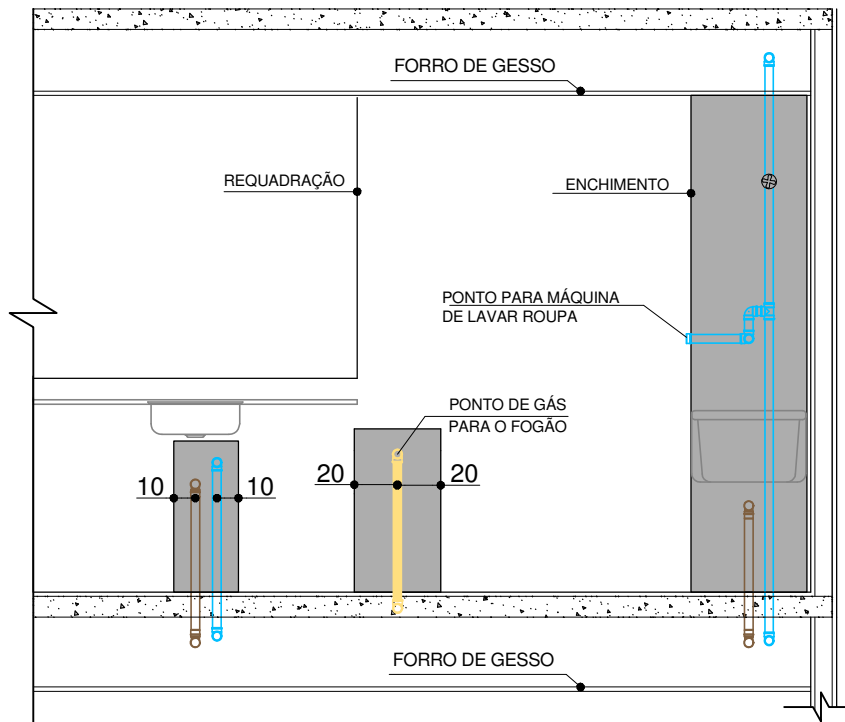 FORRO DE GESSO
REQUADRAÇÃO
ENCHIMENTO
PONTO PARA MÁQUINA
DE LAVAR ROUPA
PONTO DE GÁS
PARA O FOGÃO
10
10
20
20
FORRO DE GESSO